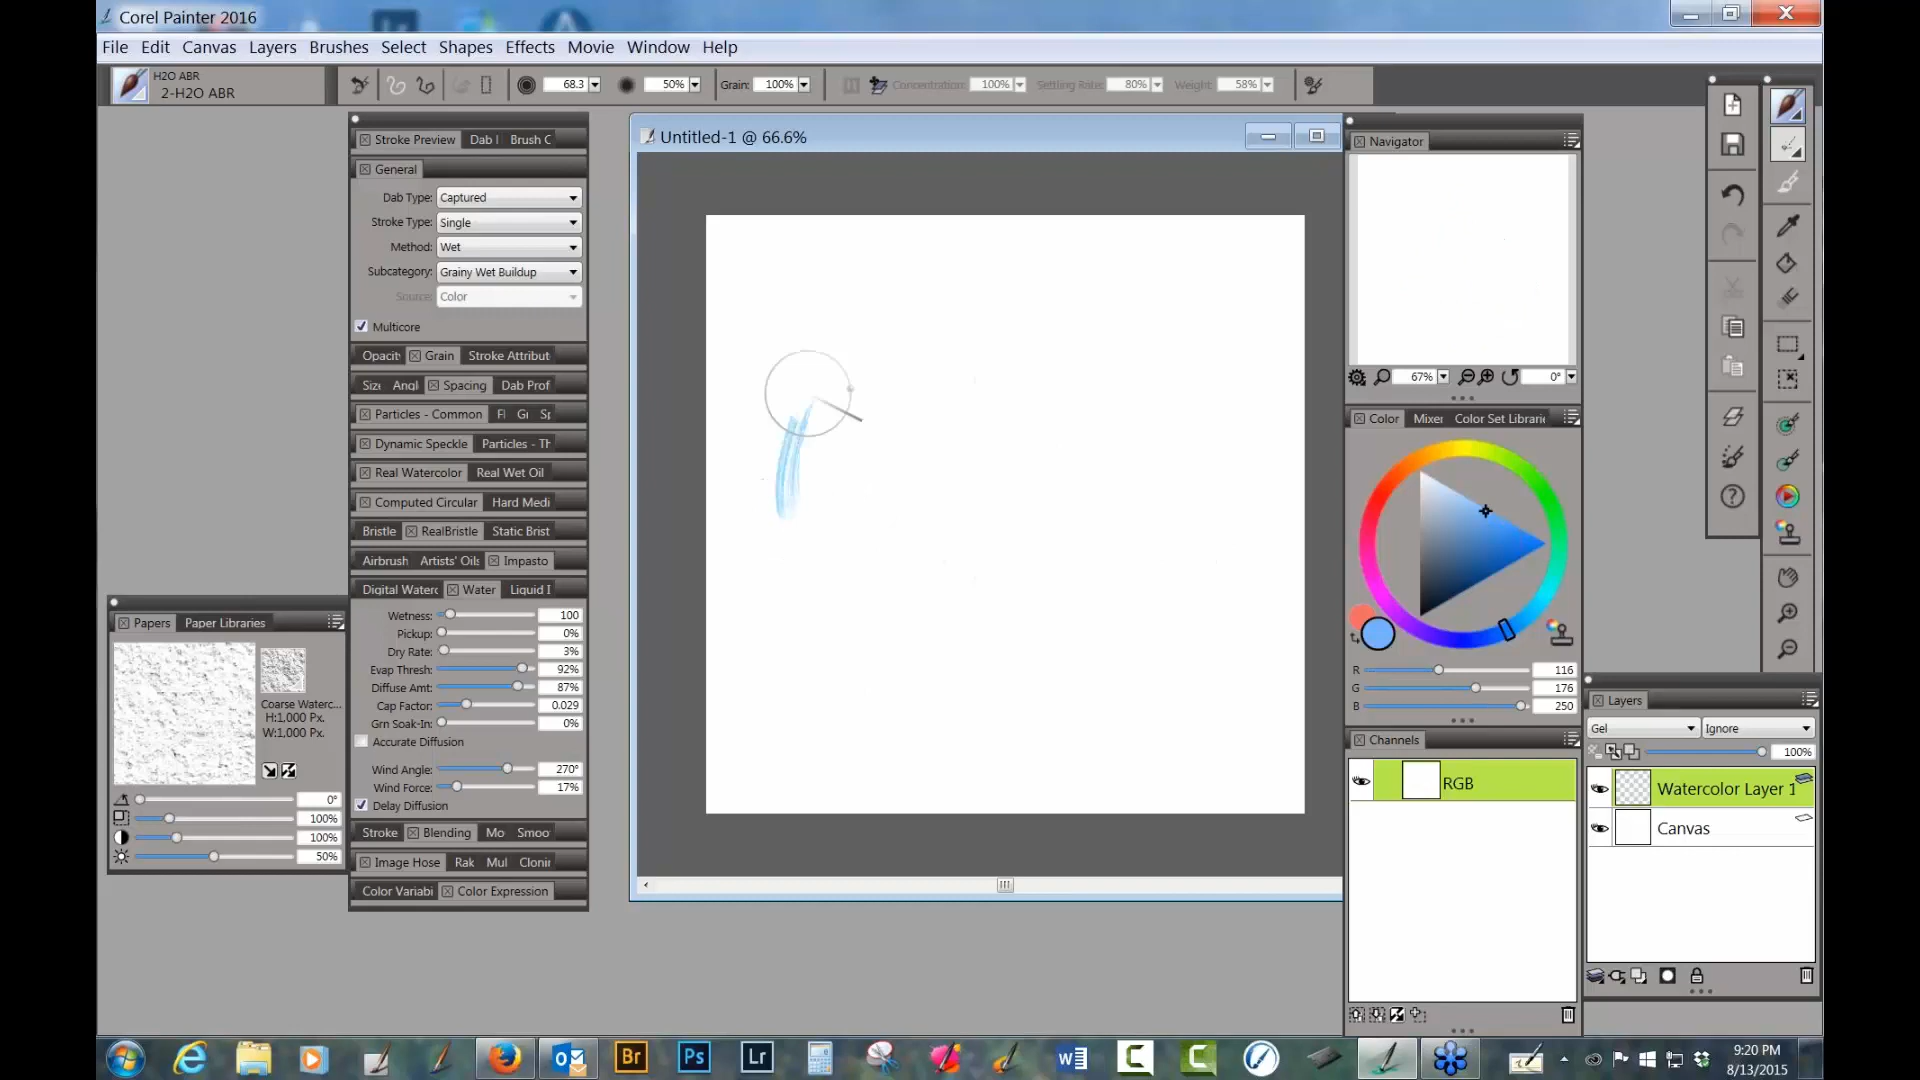 Corel Painter 2016
File Edit Canvas Layers Brushes Select Shapes Effects Movie Window Help
H2O ABR
2-H2O ABR
68.3 50% Grain: 100% Concentration: 100% Settling Rate: 80% Weight: 58%
Stroke Preview Dab Brush C
General
Dab Type: Captured
Stroke Type: Single
Method: Wet
Subcategory: Grainy Wet Buildup
Source: Color
Multicore
Opacit Grain Stroke Attribut
Siz Angl Spacing Dab Prof
Particles - Common Fl Gr Sp
Dynamic Speckle Particles - Th
Real Watercolor Real Wet Oil
Computed Circular Hard Medi
Bristle RealBristle Static Brist
Airbrush Artists' Oils Impasto
Digital Waterc Water Liquid I
Wetness: 100
Pickup: 0%
Dry Rate: 3%
Evap Thresh: 92%
Diffuse Amt: 87%
Cap Factor: 0.029
Grn Soak-In: 0%
Accurate Diffusion
Wind Angle: 270°
Wind Force: 17%
Delay Diffusion
Stroke Blending Mo Smoo
Image Hose Rak Mul Clonir
Color Variabi Color Expression
Papers Paper Libraries
Coarse Waterc...
H:1,000 Px.
W:1,000 Px.
0°
100%
100%
50%
Untitled-1 @ 66.6%
Navigator
67% 0°
Color Mixer Color Set Librari
R 116
G 176
B 250
Channels
RGB
Layers
Gel Ignore
100%
Watercolor Layer 1
Canvas
Br Ps Lr
9:20 PM
8/13/2015